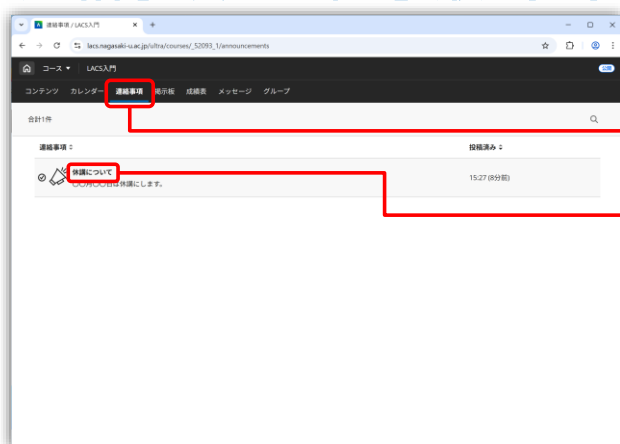 連絡事項 / LACS入門
lacs.nagasaki-u.ac.jp/ultra/courses/_52093_1/announcements
コース LACS入門 公開
コンテンツ カレンダー 連絡事項 掲示板 成績表 メッセージ グループ
合計1件
連絡事項 投稿済み
休講について
〇〇月〇〇日は休講にします。
15:27 (8分前)